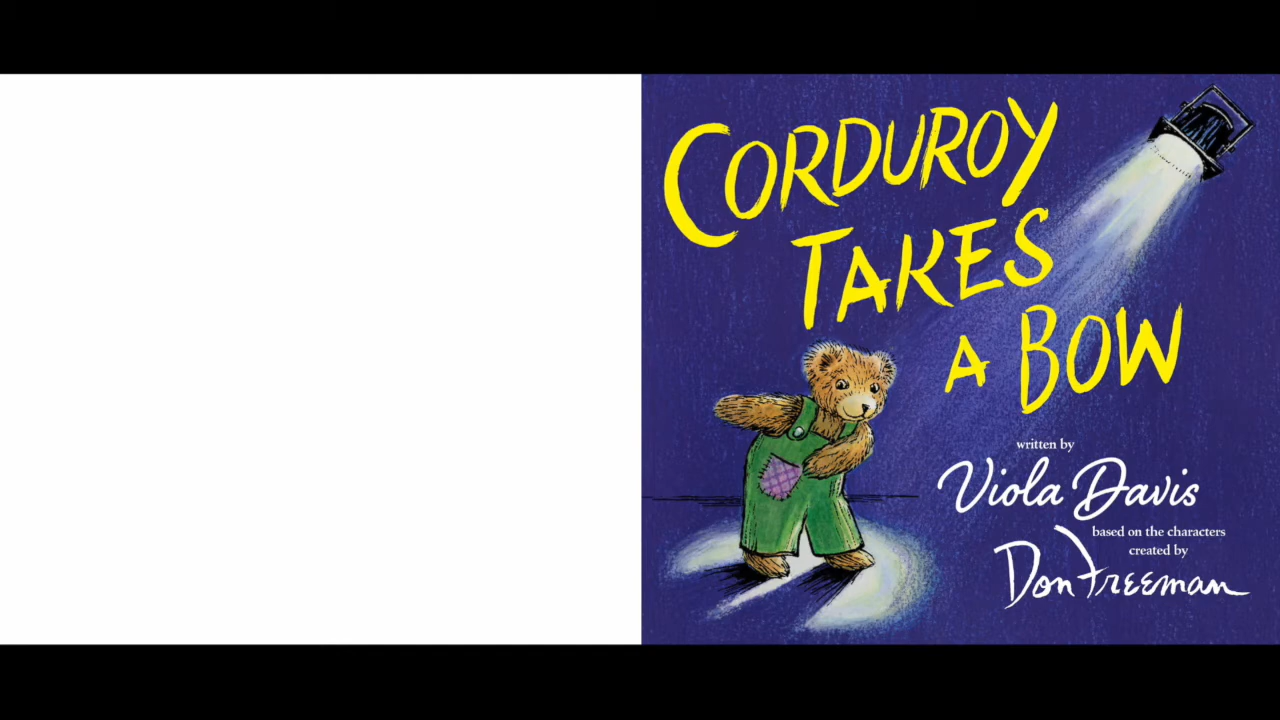 CORDUROY
TAKES
A BOW
written by
Viola Davis
based on the characters
created by
Don Freeman